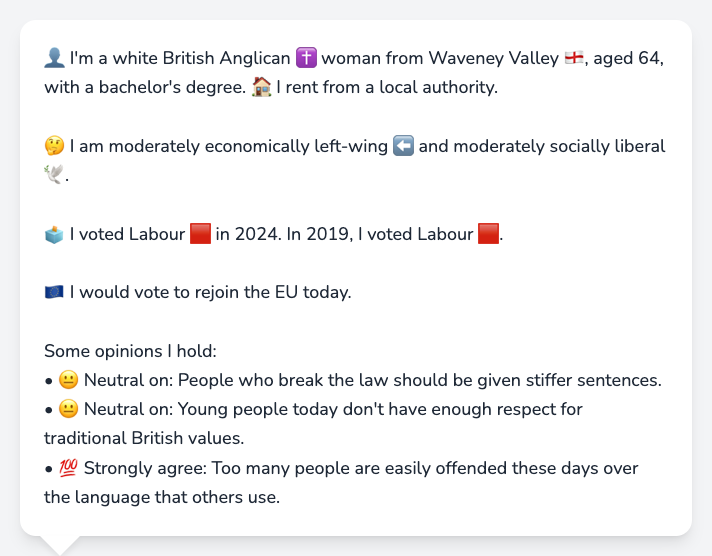 👤 I'm a white British Anglican ✝️ woman from Waveney Valley 🏴󠁧󠁢󠁥󠁮󠁧󠁿, aged 64,
with a bachelor's degree. 🏠 I rent from a local authority.
🤔 I am moderately economically left-wing ⬅️ and moderately socially liberal
🕊️.
🗳️ I voted Labour 🟥 in 2024. In 2019, I voted Labour 🟥.
🇪🇺 I would vote to rejoin the EU today.
Some opinions I hold:
• 😐 Neutral on: People who break the law should be given stiffer sentences.
• 😐 Neutral on: Young people today don't have enough respect for
traditional British values.
• 💯 Strongly agree: Too many people are easily offended these days over
the language that others use.